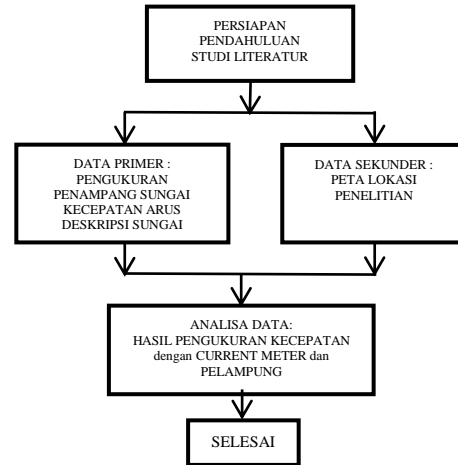 PERSIAPAN
PENDAHULUAN
STUDI LITERATUR
DATA PRIMER :
PENGUKURAN
PENAMPANG SUNGAI
KECEPATAN ARUS
DESKRIPSI SUNGAI
DATA SEKUNDER :
PETA LOKASI
PENELITIAN
ANALISA DATA:
HASIL PENGUKURAN KECEPATAN
dengan CURRENT METER dan
PELAMPUNG
SELESAI